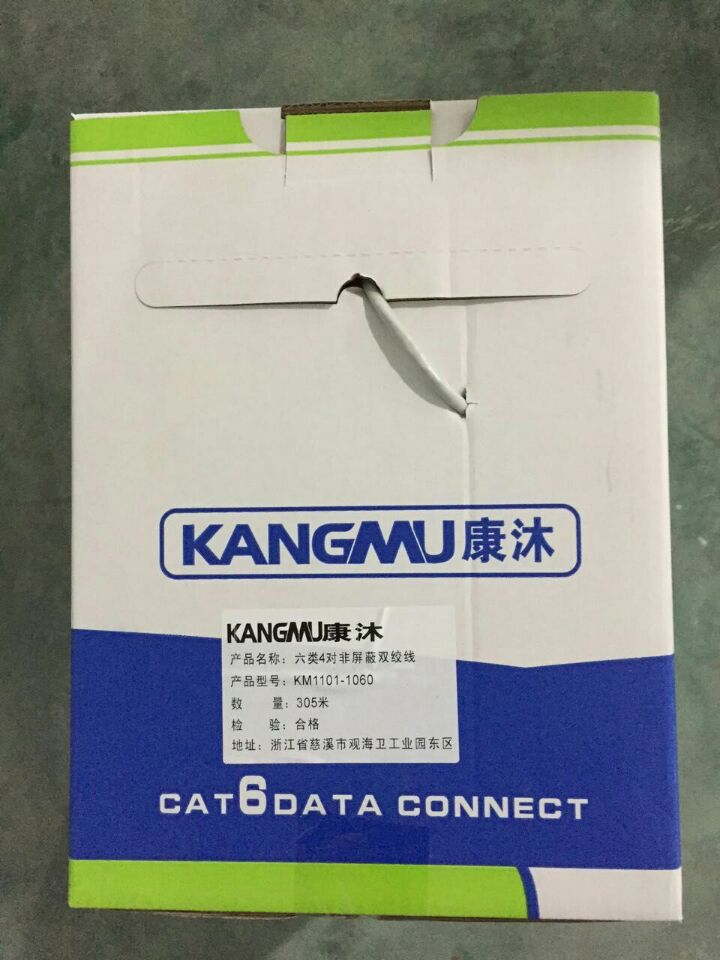 KANGMU康沐
KANGMU康沐
产品名称：六类4对非屏蔽双绞线
产品型号：KM1101-1060
数 量：305米
检 验：合格
地址：浙江省慈溪市观海卫工业园东区
CAT6DATA CONNECT